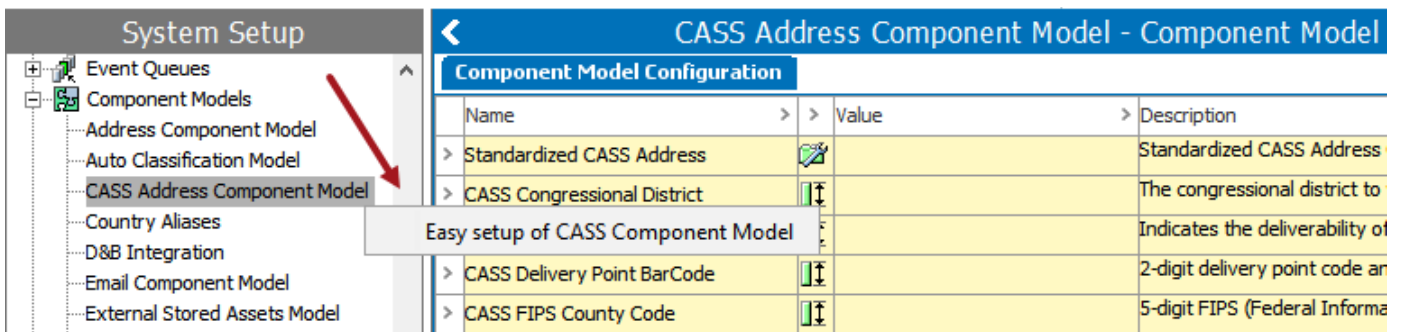 System Setup
Event Queues
Component Models
Address Component Model
Auto Classification Model
CASS Address Component Model
Country Aliases
D&B Integration
Email Component Model
External Stored Assets Model
CASS Address Component Model - Component Model
Component Model Configuration
Name > > Value > Description
> Standardized CASS Address Standardized CASS Address
> CASS Congressional District The congressional district to
Easy setup of CASS Component Model Indicates the deliverability of
> CASS Delivery Point BarCode 2-digit delivery point code an
> CASS FIPS County Code 5-digit FIPS (Federal Informa